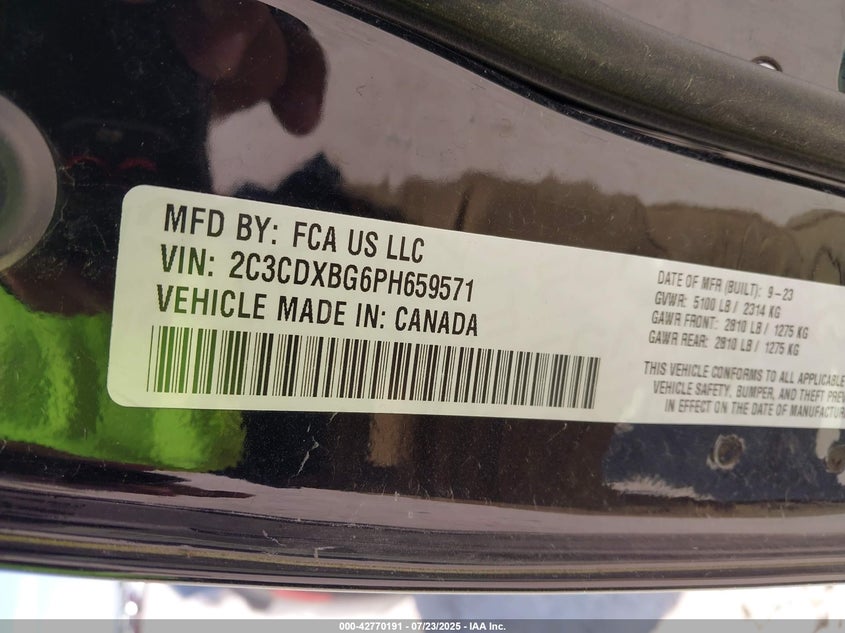 MFD BY: FCA US LLC
VIN: 2C3CDXBG6PH659571
VEHICLE MADE IN: CANADA
DATE OF MFR (BUILT): 9-23
GVWR: 5100 LB / 2314 KG
GAWR FRONT: 2810 LB / 1275 KG
GAWR REAR: 2810 LB / 1275 KG
THIS VEHICLE CONFORMS TO ALL APPLICABLE
VEHICLE SAFETY, BUMPER, AND THEFT PREV
IN EFFECT ON THE DATE OF MANUFACTUR
000-42770191 - 07/23/2025 - IAA Inc.